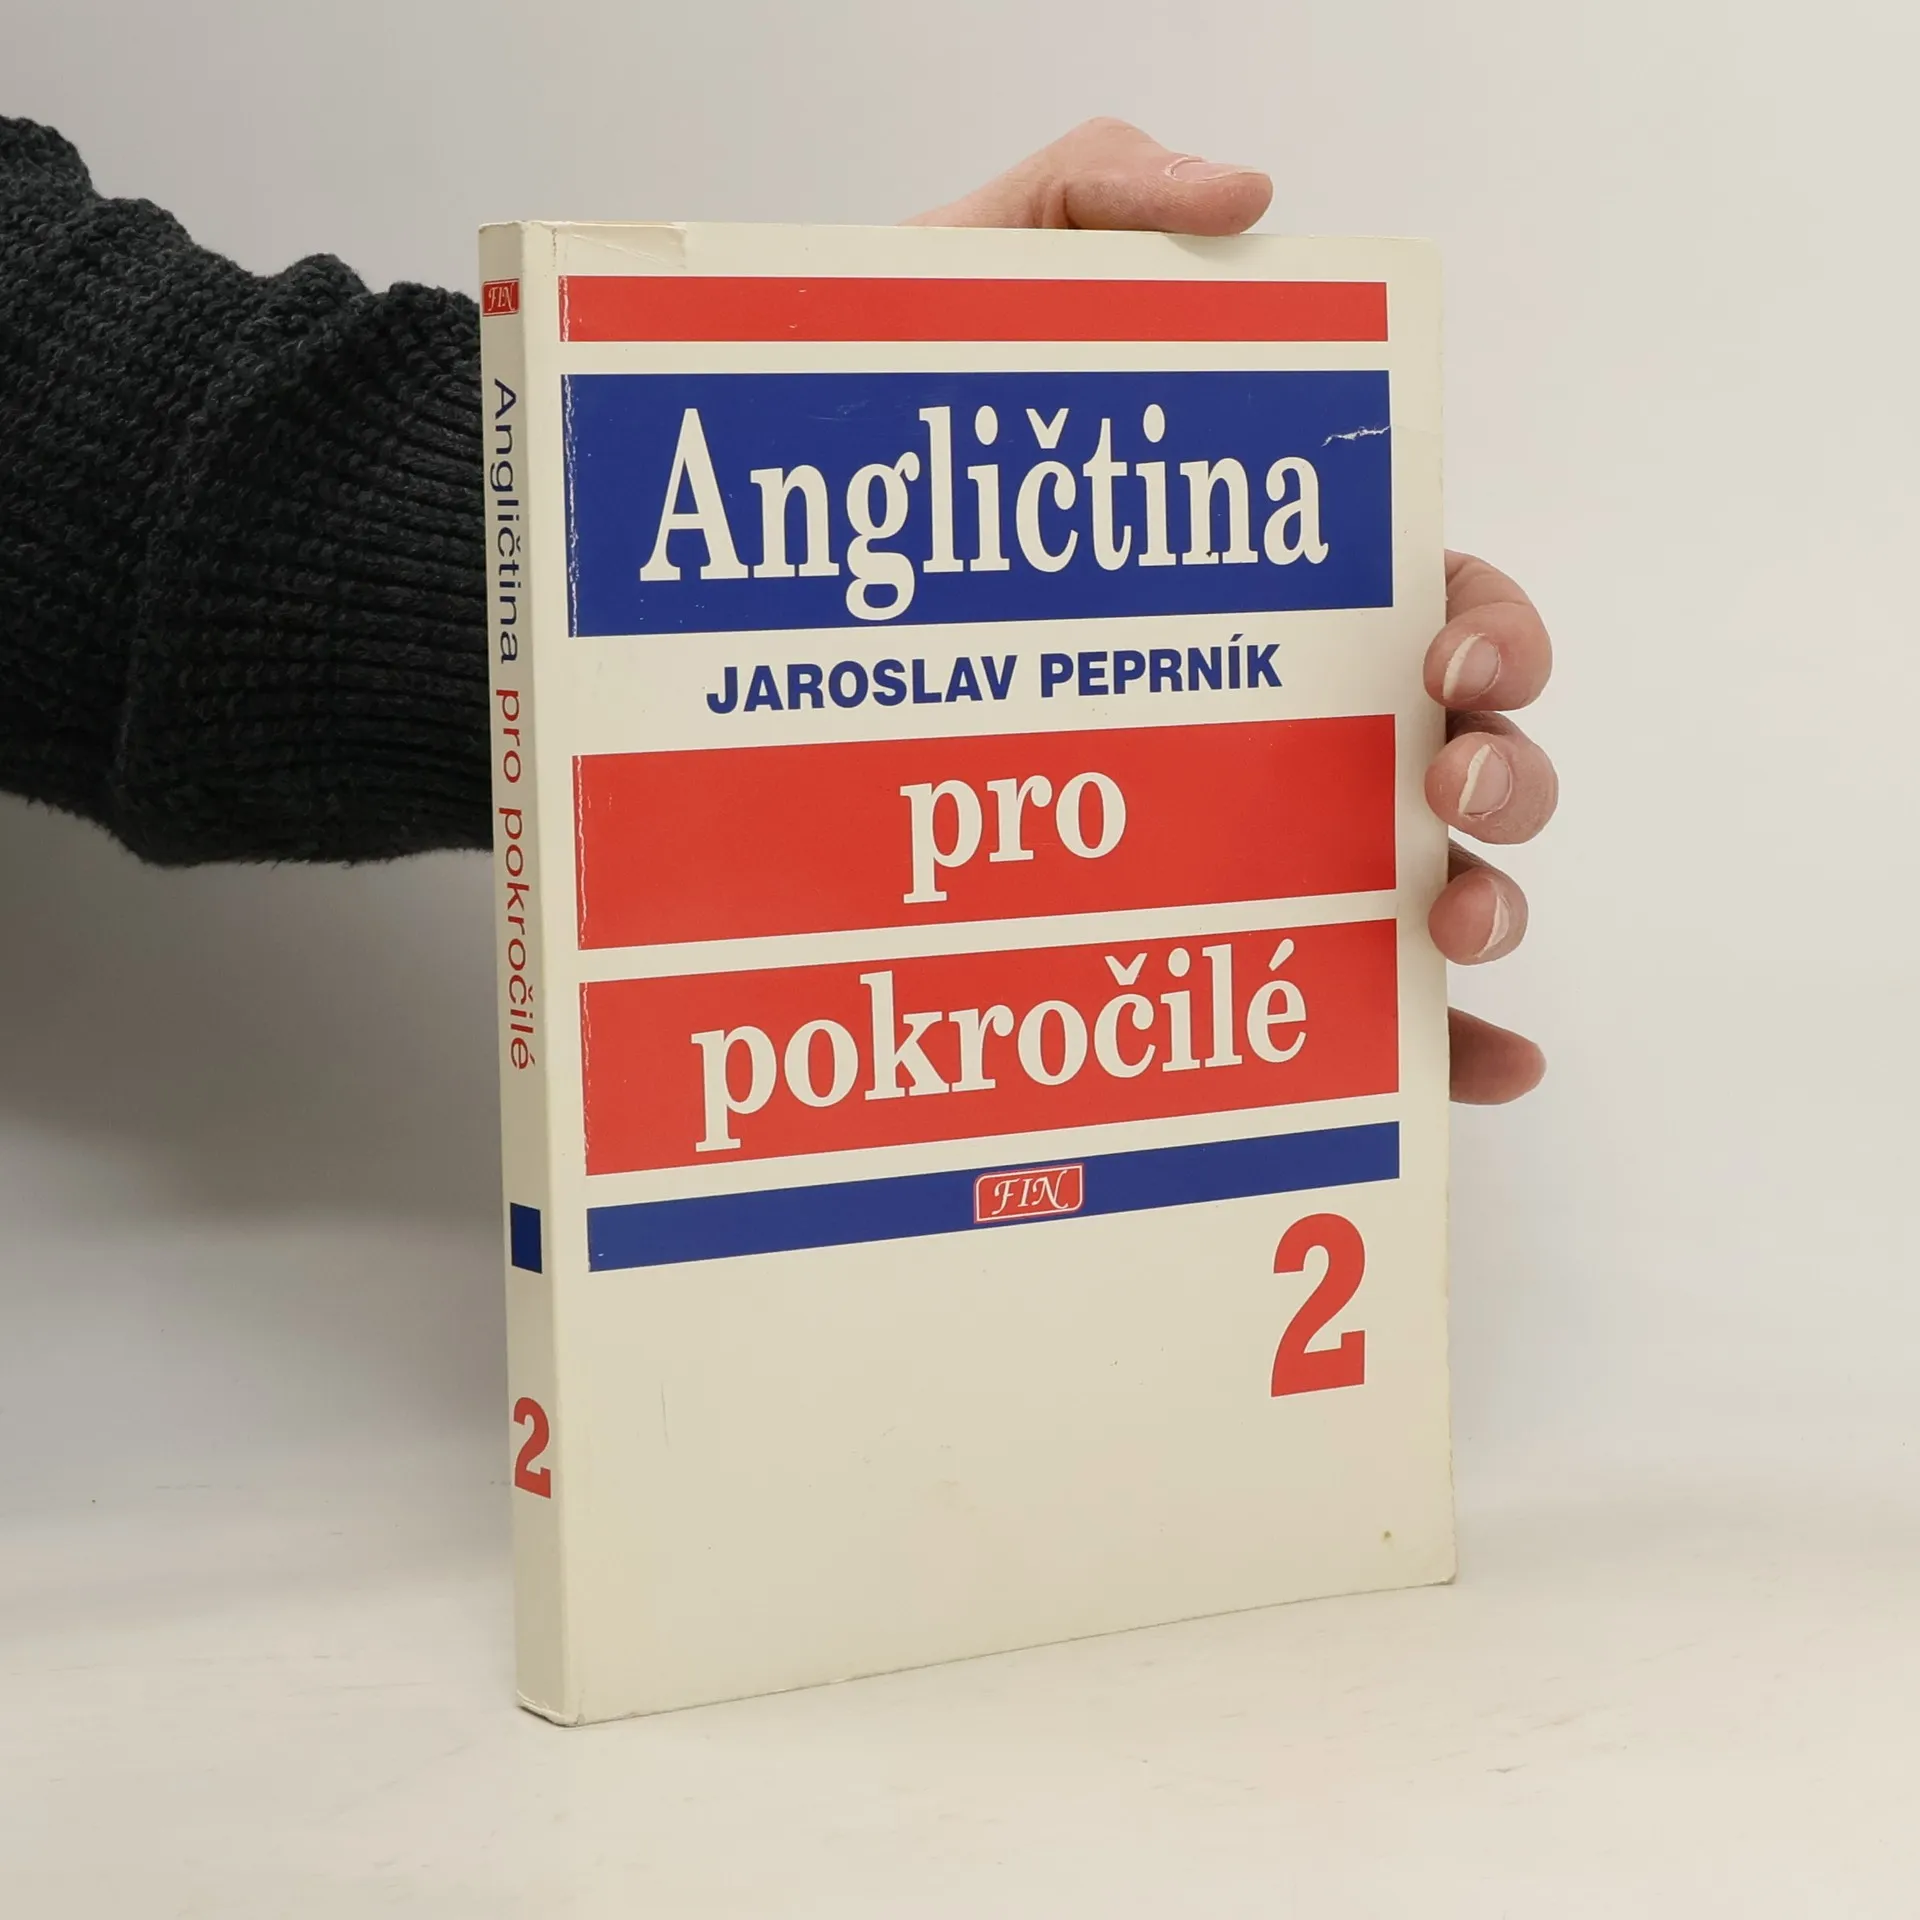 FIN
Angličtina pro pokročilé
2
Angličtina
JAROSLAV PEPRNÍK
pro
pokročilé
FIN
2